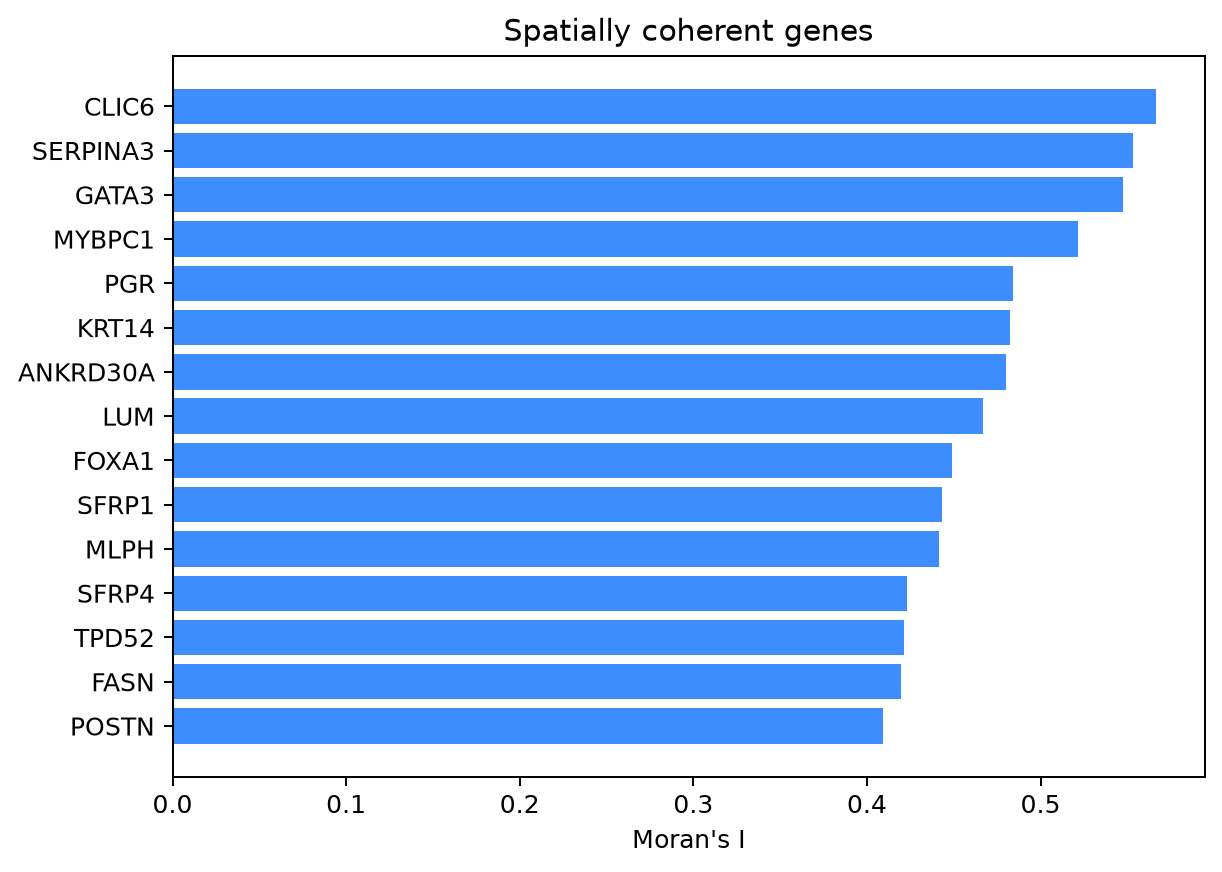 Spatially coherent genes
CLIC6
SERPINA3
GATA3
MYBPC1
PGR
KRT14
ANKRD30A
LUM
FOXA1
SFRP1
MLPH
SFRP4
TPD52
FASN
POSTN
0.0 0.1 0.2 0.3 0.4 0.5
Moran's I